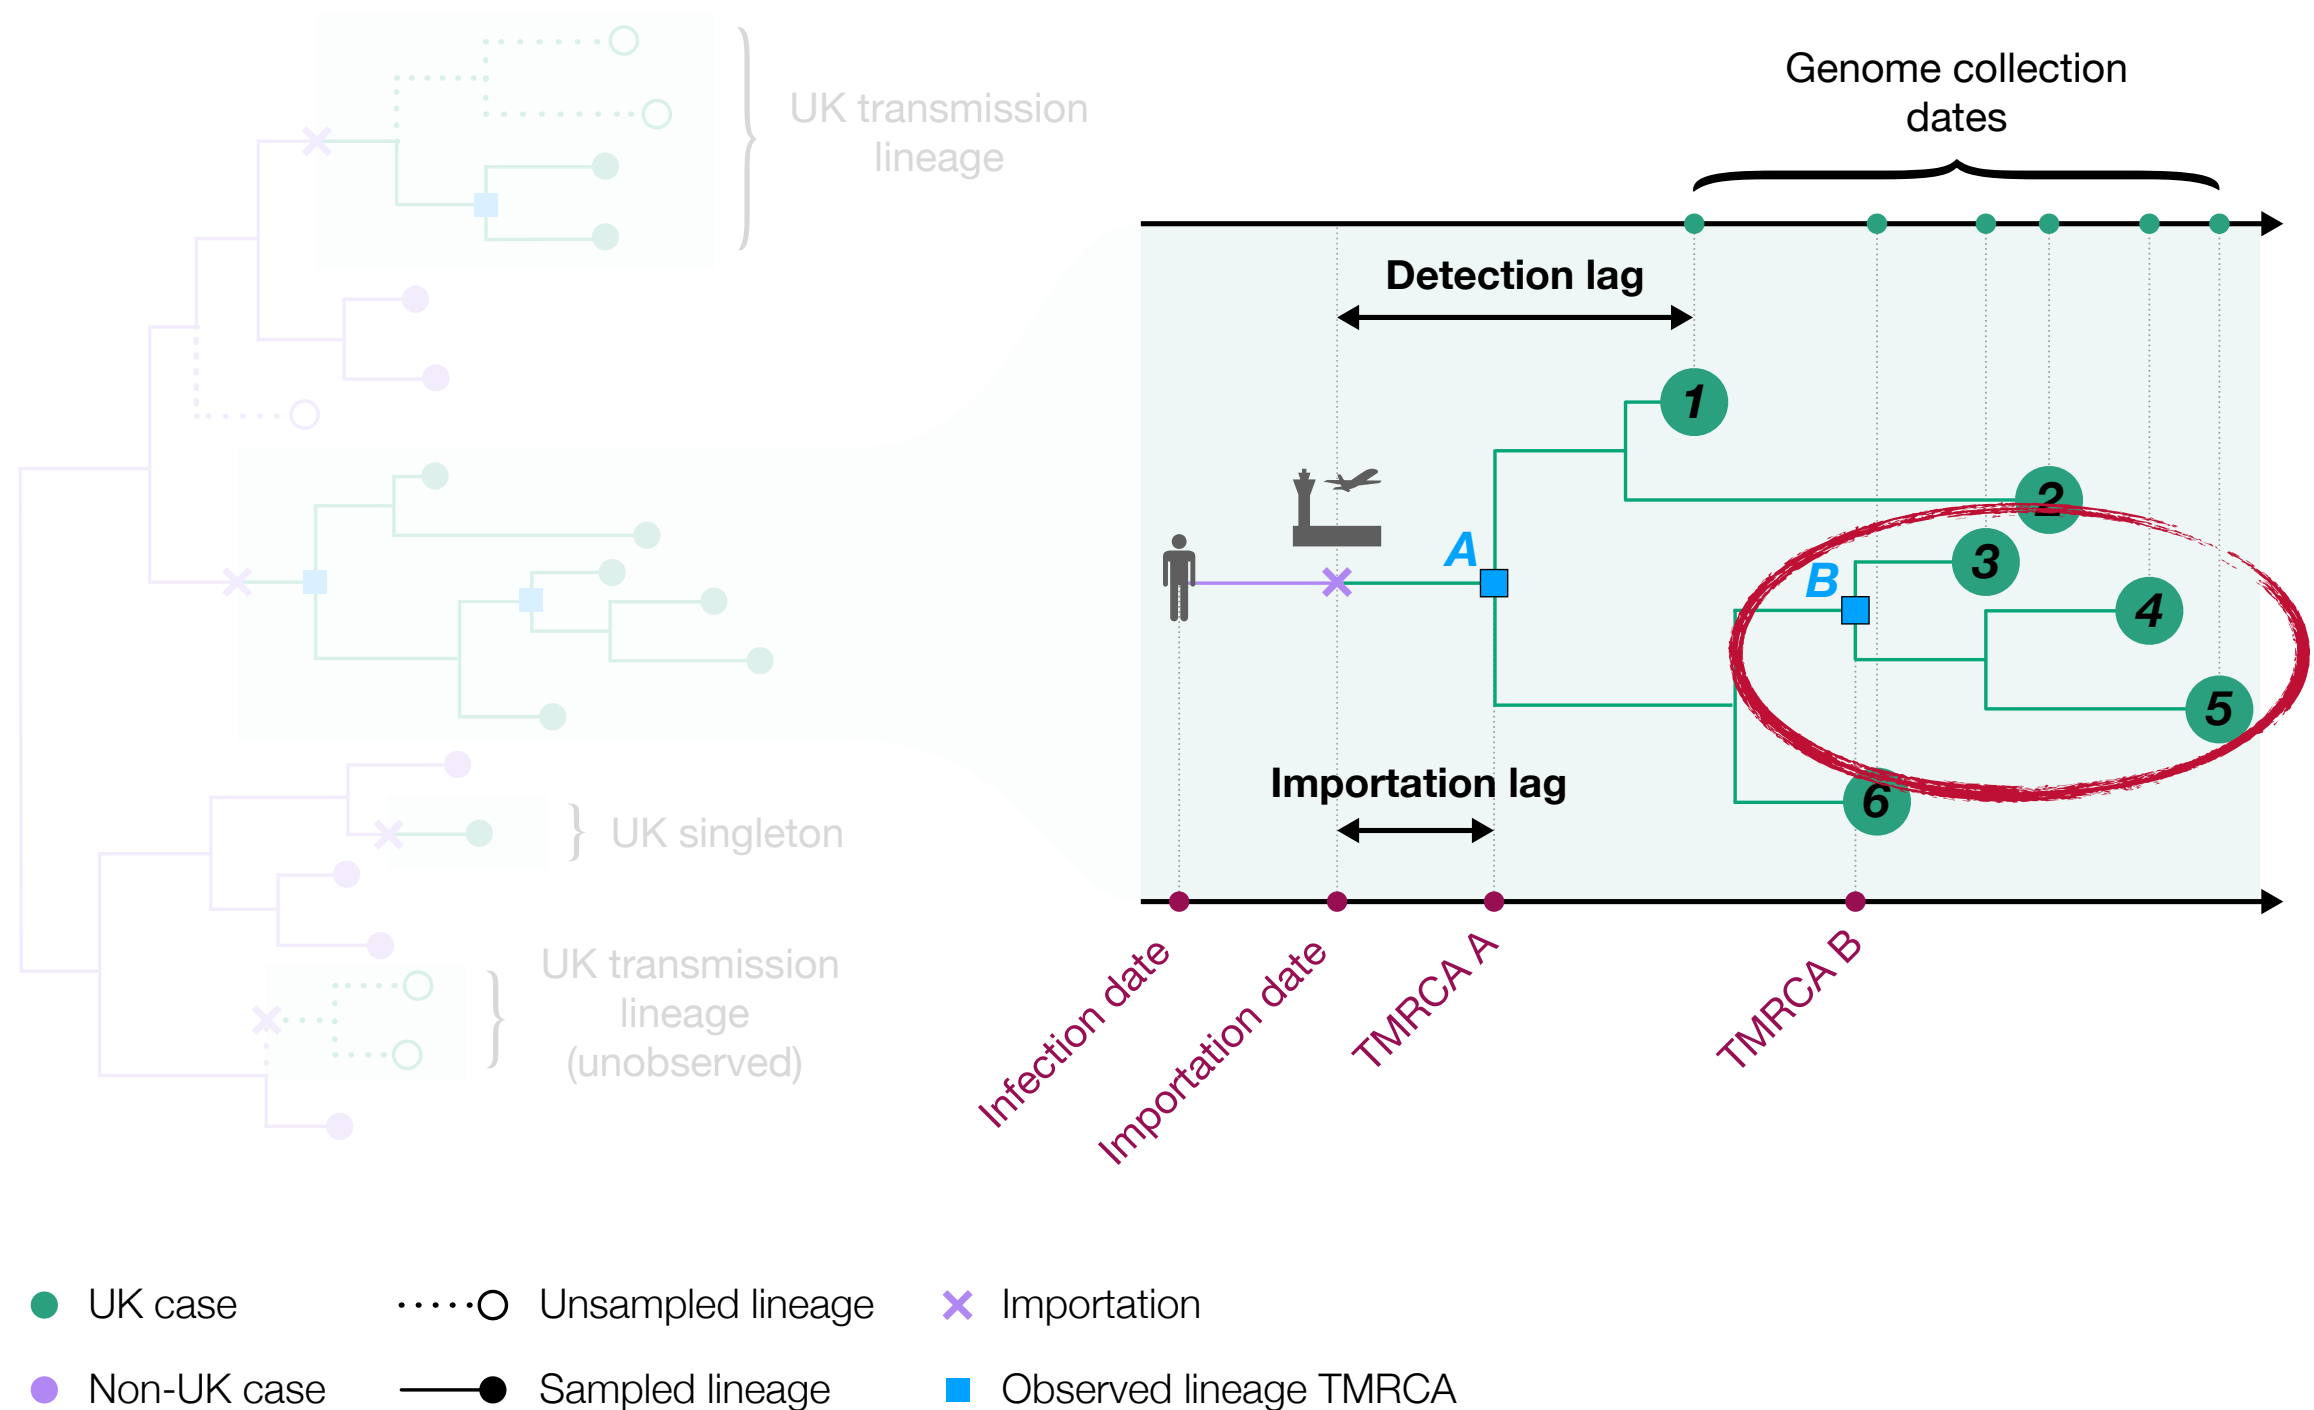 UK transmission
lineage
Genome collection
dates
Detection lag
1
2
A
3
B
4
5
Importation lag
6
UK singleton
UK transmission
lineage
(unobserved)
Infection date
Importation date
TMRCA A
TMRCA B
UK case
Unsampled lineage
Importation
Non-UK case
Sampled lineage
Observed lineage TMRCA